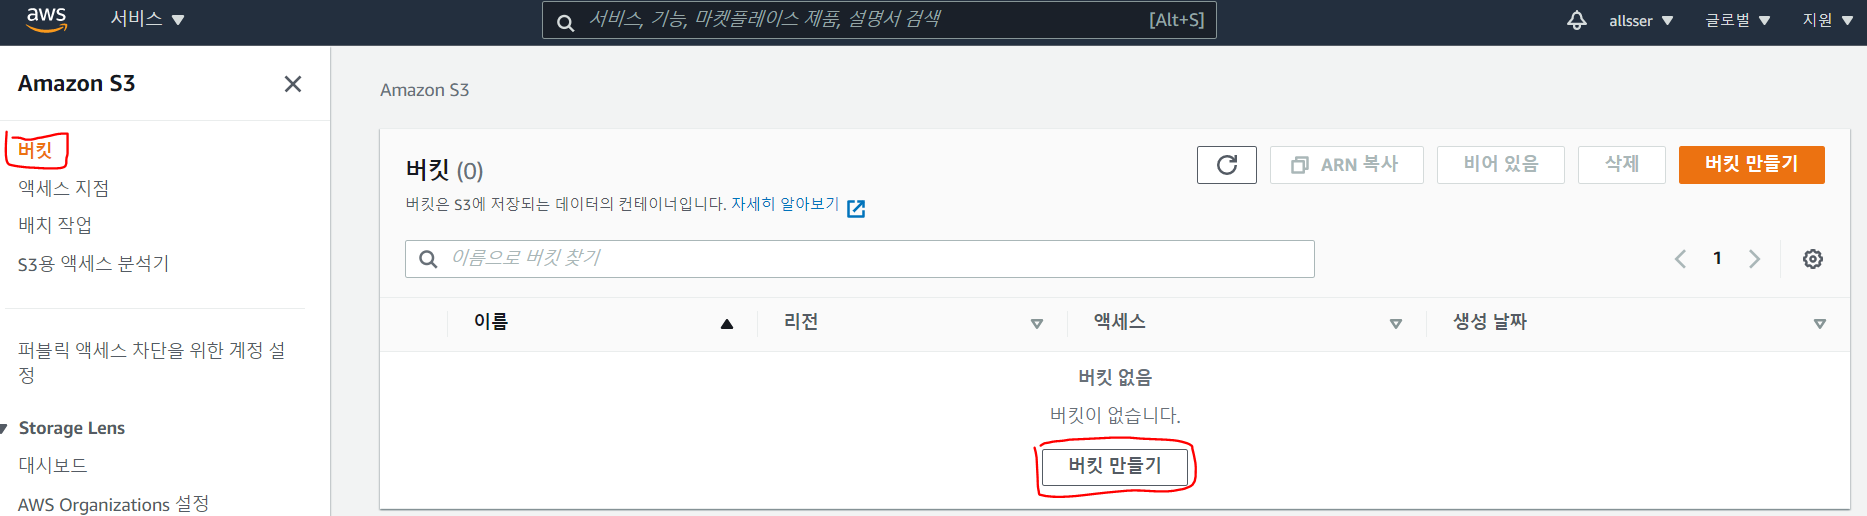 aws 서비스 서비스, 기능, 마켓플레이스 제품, 설명서 검색 [Alt+S] allsser 글로벌 지원
Amazon S3
버킷
액세스 지점
배치 작업
S3용 액세스 분석기
퍼블릭 액세스 차단을 위한 계정 설
정
Storage Lens
대시보드
AWS Organizations 설정
Amazon S3
버킷 (0)
ARN 복사 비어 있음 삭제 버킷 만들기
버킷은 S3에 저장되는 데이터의 컨테이너입니다. 자세히 알아보기
이름으로 버킷 찾기 1
이름 리전 액세스 생성 날짜
버킷 없음
버킷이 없습니다.
버킷 만들기